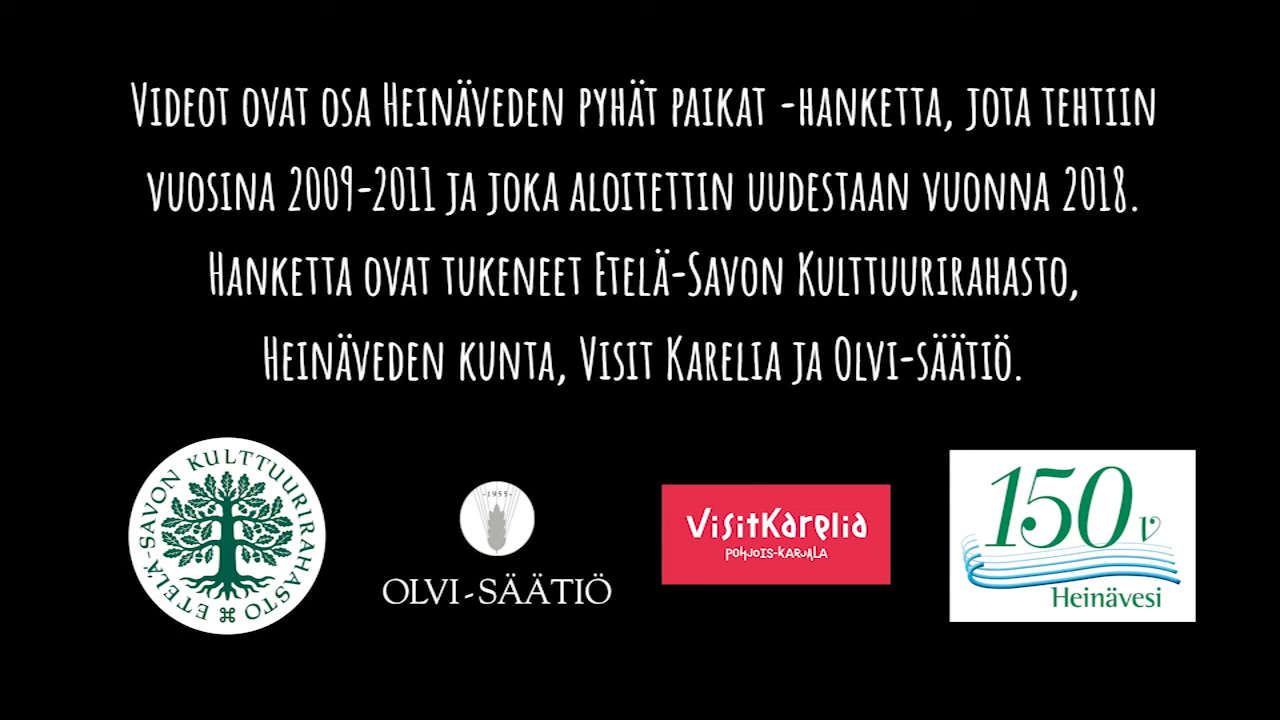 Videot ovat osa Heinäveden pyhät paikat -hanketta, jota tehtiin
vuosina 2009-2011 ja joka aloitettin uudestaan vuonna 2018.
Hanketta ovat tukeneet Etelä-Savon Kulttuurirahasto,
Heinäveden kunta, Visit Karelia ja Olvi-säätiö.
ETELÄ-SAVON KULTTUURIRAHASTO
-1955-
OLVI-SÄÄTIÖ
VisitKarelia
POHJOIS-KARJALA
150 v
Heinävesi